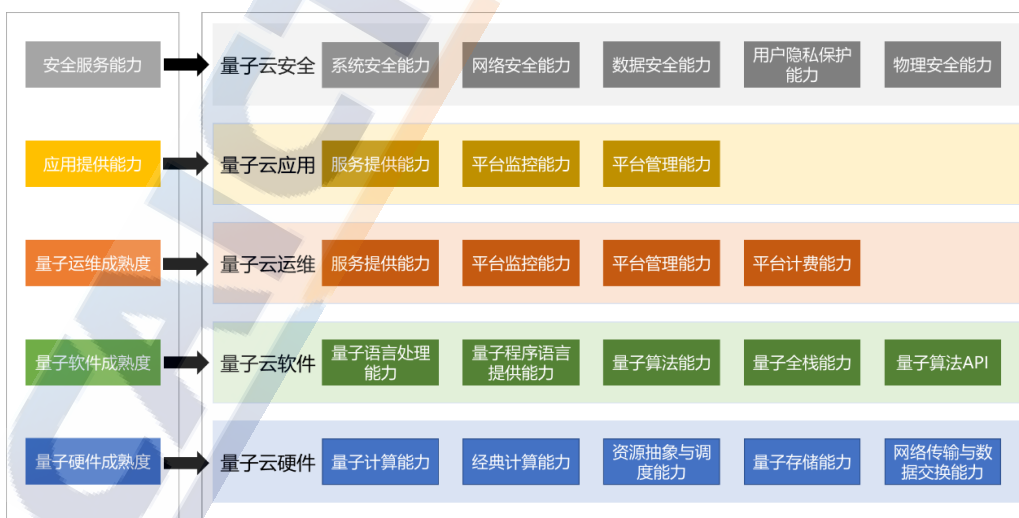 安全服务能力
量子云安全
系统安全能力
网络安全能力
数据安全能力
用户隐私保护
能力
物理安全能力
应用提供能力
量子云应用
服务提供能力
平台监控能力
平台管理能力
量子运维成熟度
量子云运维
服务提供能力
平台监控能力
平台管理能力
平台计费能力
量子软件成熟度
量子云软件
量子语言处理
能力
量子程序语言
提供能力
量子算法能力
量子全栈能力
量子算法API
量子硬件成熟度
量子云硬件
量子计算能力
经典计算能力
资源抽象与调
度能力
量子存储能力
网络传输与数
据交换能力
CAICT